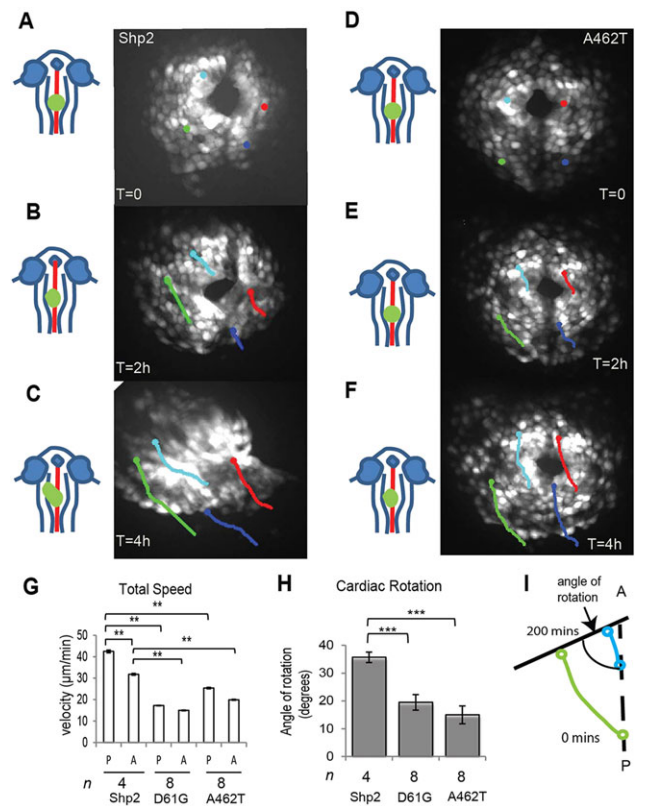 A
Shp2
T=0
B
T=2h
C
T=4h
D
A462T
T=0
E
T=2h
F
T=4h
G
Total Speed
**
**
**
**
**
velocity (µm/min)
50
40
30
20
10
0
P A P A P A
n 4 8 8
Shp2 D61G A462T
H
Cardiac Rotation
***
***
Angle of rotation
(degrees)
40
30
20
10
0
n 4 8 8
Shp2 D61G A462T
I
angle of
rotation
A
200 mins
0 mins
P